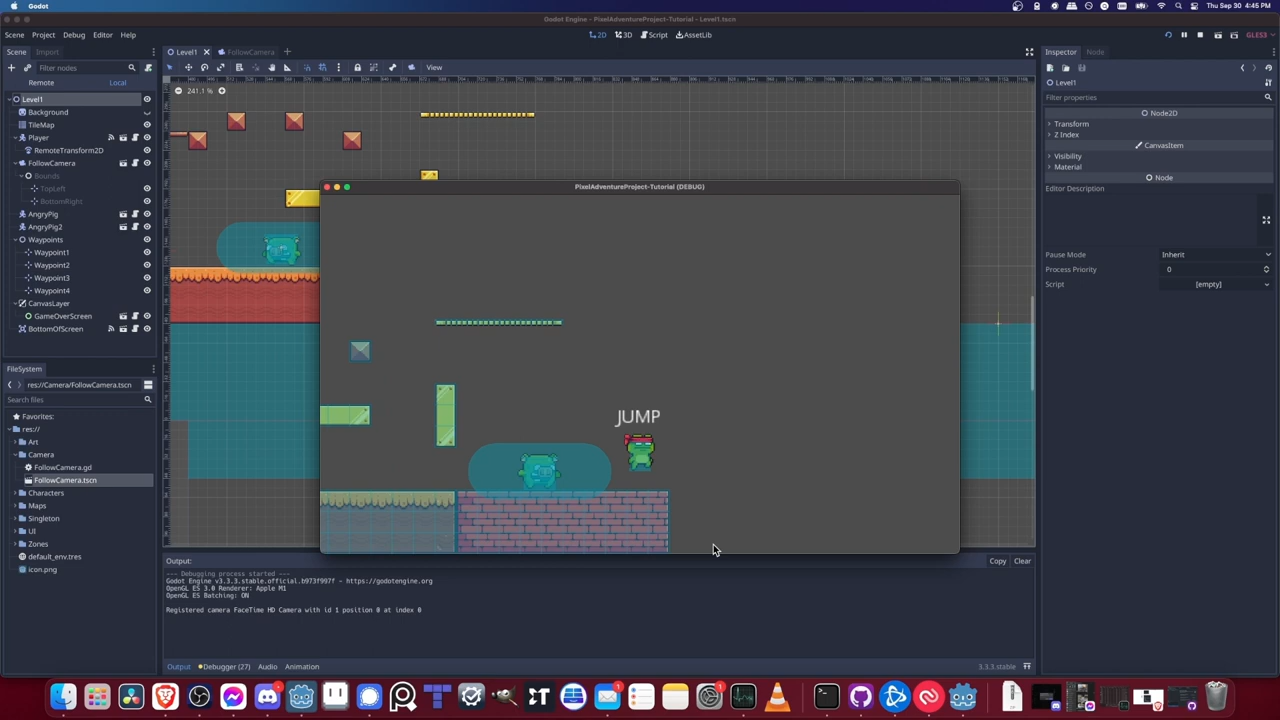 Godot
Thu Sep 30 4:45 PM
Godot Engine - PixelAdventureProject-Tutorial - Level1.tscn
Scene Project Debug Editor Help
2D 3D Script AssetLib
GLES3
Scene Import
Filter nodes
Remote Local
Level1
Background
TileMap
Player
RemoteTransform2D
FollowCamera
Bounds
TopLeft
BottomRight
AngryPig
AngryPig2
Waypoints
Waypoint1
Waypoint2
Waypoint3
Waypoint4
CanvasLayer
GameOverScreen
BottomOfScreen
FileSystem
res://Camera/FollowCamera.tscn
Search files
Favorites:
res://
Art
Camera
FollowCamera.gd
FollowCamera.tscn
Characters
Maps
Singleton
UI
Zones
default_env.tres
icon.png
Level1 FollowCamera
View
241.1 %
PixelAdventureProject-Tutorial (DEBUG)
JUMP
Output:
Copy Clear
--- Debugging process started ---
Godot Engine v3.3.3.stable.official.b973f997f - https://godotengine.org
OpenGL ES 3.0 Renderer: Apple M1
OpenGL ES Batching: ON
Registered camera FaceTime HD Camera with id 1 position 0 at index 0
Output Debugger (27) Audio Animation
3.3.3.stable
Inspector Node
Level1
Filter properties
Node2D
Transform
Z Index
CanvasItem
Visibility
Material
Node
Editor Description
Pause Mode Inherit
Process Priority 0
Script [empty]